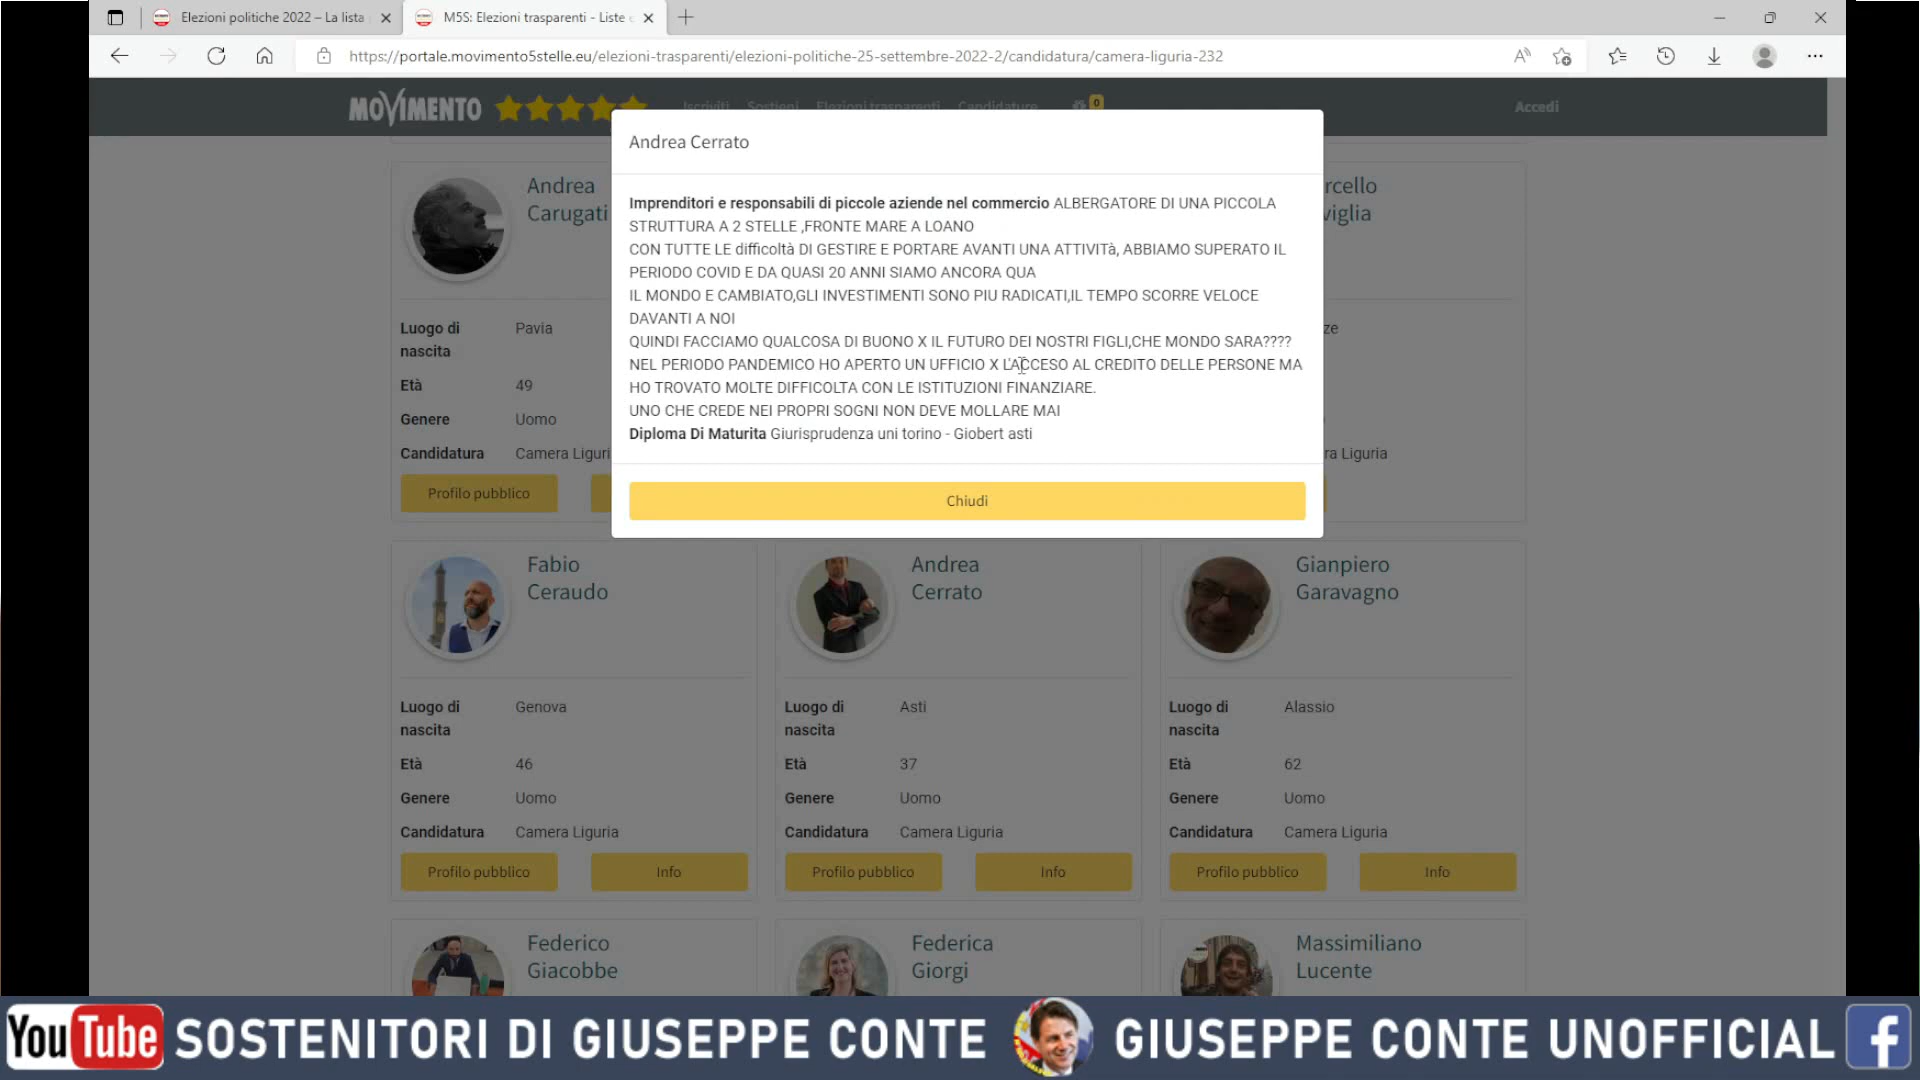 Elezioni politiche 2022 – La lista
M5S: Elezioni trasparenti - Liste
https://portale.movimento5stelle.eu/elezioni-trasparenti/elezioni-politiche-25-settembre-2022-2/candidatura/camera-liguria-232
MOVIMENTO
Iscriviti Sostieni Elezioni trasparenti Candidature 0 Accedi
Andrea Cerrato
Imprenditori e responsabili di piccole aziende nel commercio ALBERGATORE DI UNA PICCOLA
STRUTTURA A 2 STELLE ,FRONTE MARE A LOANO
CON TUTTE LE difficoltà DI GESTIRE E PORTARE AVANTI UNA ATTIVITà, ABBIAMO SUPERATO IL
PERIODO COVID E DA QUASI 20 ANNI SIAMO ANCORA QUA
IL MONDO E CAMBIATO,GLI INVESTIMENTI SONO PIU RADICATI,IL TEMPO SCORRE VELOCE
DAVANTI A NOI
QUINDI FACCIAMO QUALCOSA DI BUONO X IL FUTURO DEI NOSTRI FIGLI,CHE MONDO SARA????
NEL PERIODO PANDEMICO HO APERTO UN UFFICIO X L'ACCESO AL CREDITO DELLE PERSONE MA
HO TROVATO MOLTE DIFFICOLTA CON LE ISTITUZIONI FINANZIARE.
UNO CHE CREDE NEI PROPRI SOGNI NON DEVE MOLLARE MAI
Diploma Di Maturita Giurisprudenza uni torino - Giobert asti
Chiudi
Andrea
Carugati
Luogo di
nascita
Pavia
Età 49
Genere Uomo
Candidatura Camera Liguri
Profilo pubblico
rcello
viglia
ze
ra Liguria
Fabio
Ceraudo
Luogo di
nascita
Genova
Età 46
Genere Uomo
Candidatura Camera Liguria
Profilo pubblico Info
Andrea
Cerrato
Luogo di
nascita
Asti
Età 37
Genere Uomo
Candidatura Camera Liguria
Profilo pubblico Info
Gianpiero
Garavagno
Luogo di
nascita
Alassio
Età 62
Genere Uomo
Candidatura Camera Liguria
Profilo pubblico Info
Federico
Giacobbe
Federica
Giorgi
Massimiliano
Lucente
YouTube SOSTENITORI DI GIUSEPPE CONTE GIUSEPPE CONTE UNOFFICIAL f